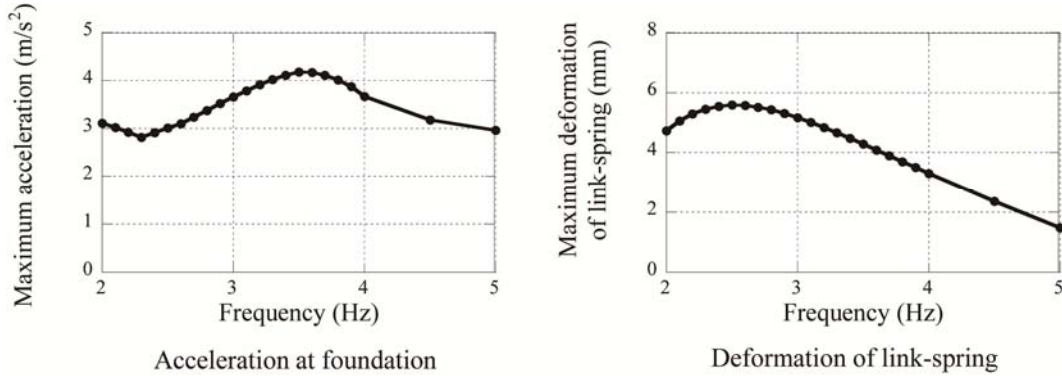 Maximum acceleration (m/s²)
5
4
3
2
1
0
2
3
4
5
Frequency (Hz)
Acceleration at foundation
Maximum deformation
of link-spring (mm)
8
6
4
2
0
2
3
4
5
Frequency (Hz)
Deformation of link-spring